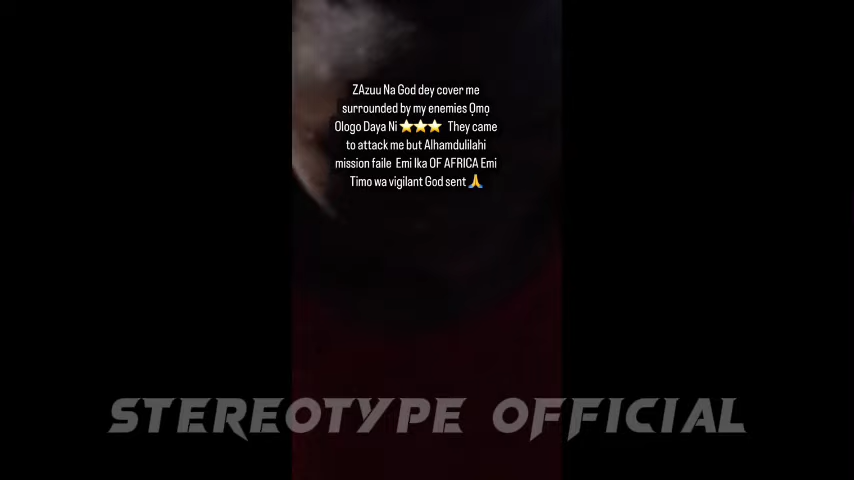 ZAzuu Na God dey cover me
surrounded by my enemies Ọmọ
Ologo Daya Ni ⭐⭐⭐ They came
to attack me but Alhamdulilahi
mission faile Emi Ika OF AFRICA Emi
Timo wa vigilant God sent 🙏
STEREOTYPE OFFICIAL